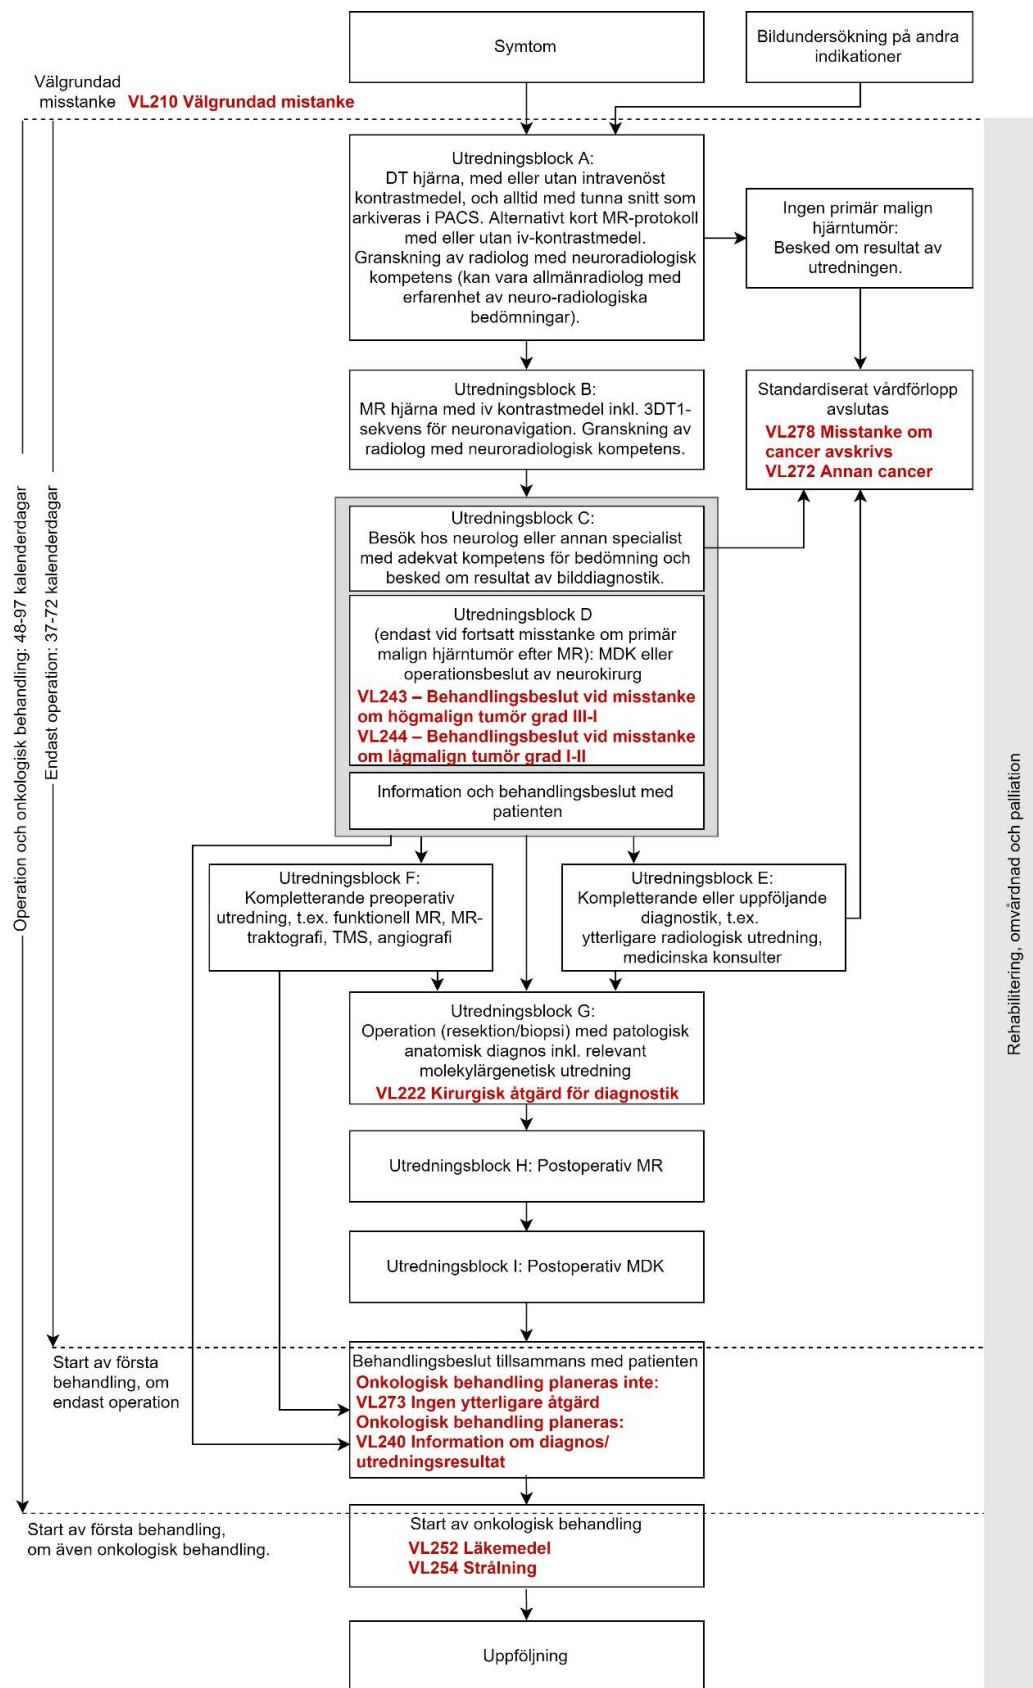 Symtom
Bildundersökning på andra
indikationer
Välgrundad
misstanke VL210 Välgrundad mistanke
Utredningsblock A:
DT hjärna, med eller utan intravenöst
kontrastmedel, och alltid med tunna snitt som
arkiveras i PACS. Alternativt kort MR-protokoll
med eller utan iv-kontrastmedel.
Granskning av radiolog med neuroradiologisk
kompetens (kan vara allmänradiolog med
erfarenhet av neuro-radiologiska
bedömningar).
Ingen primär malign
hjärntumör:
Besked om resultat av
utredningen.
Utredningsblock B:
MR hjärna med iv kontrastmedel inkl. 3DT1-
sekvens för neuronavigation. Granskning av
radiolog med neuroradiologisk kompetens.
Standardiserat vårdförlopp
avslutas
VL278 Misstanke om
cancer avskrivs
VL272 Annan cancer
Utredningsblock C:
Besök hos neurolog eller annan specialist
med adekvat kompetens för bedömning och
besked om resultat av bilddiagnostik.
Utredningsblock D
(endast vid fortsatt misstanke om primär
malign hjärntumör efter MR): MDK eller
operationsbeslut av neurokirurg
VL243 – Behandlingsbeslut vid misstanke
om högmalign tumör grad III-I
VL244 – Behandlingsbeslut vid misstanke
om lågmalign tumör grad I-II
Information och behandlingsbeslut med
patienten
Operation och onkologisk behandling: 48-97 kalenderdagar
Endast operation: 37-72 kalenderdagar
Rehabilitering, omvårdnad och palliation
Utredningsblock F:
Kompletterande preoperativ
utredning, t.ex. funktionell MR, MR-
traktografi, TMS, angiografi
Utredningsblock E:
Kompletterande eller uppföljande
diagnostik, t.ex.
ytterligare radiologisk utredning,
medicinska konsulter
Utredningsblock G:
Operation (resektion/biopsi) med patologisk
anatomisk diagnos inkl. relevant
molekylärgenetisk utredning
VL222 Kirurgisk åtgärd för diagnostik
Utredningsblock H: Postoperativ MR
Utredningsblock I: Postoperativ MDK
Start av första
behandling, om
endast operation
Behandlingsbeslut tillsammans med patienten
Onkologisk behandling planeras inte:
VL273 Ingen ytterligare åtgärd
Onkologisk behandling planeras:
VL240 Information om diagnos/
utredningsresultat
Start av första behandling,
om även onkologisk behandling.
Start av onkologisk behandling
VL252 Läkemedel
VL254 Strålning
Uppföljning